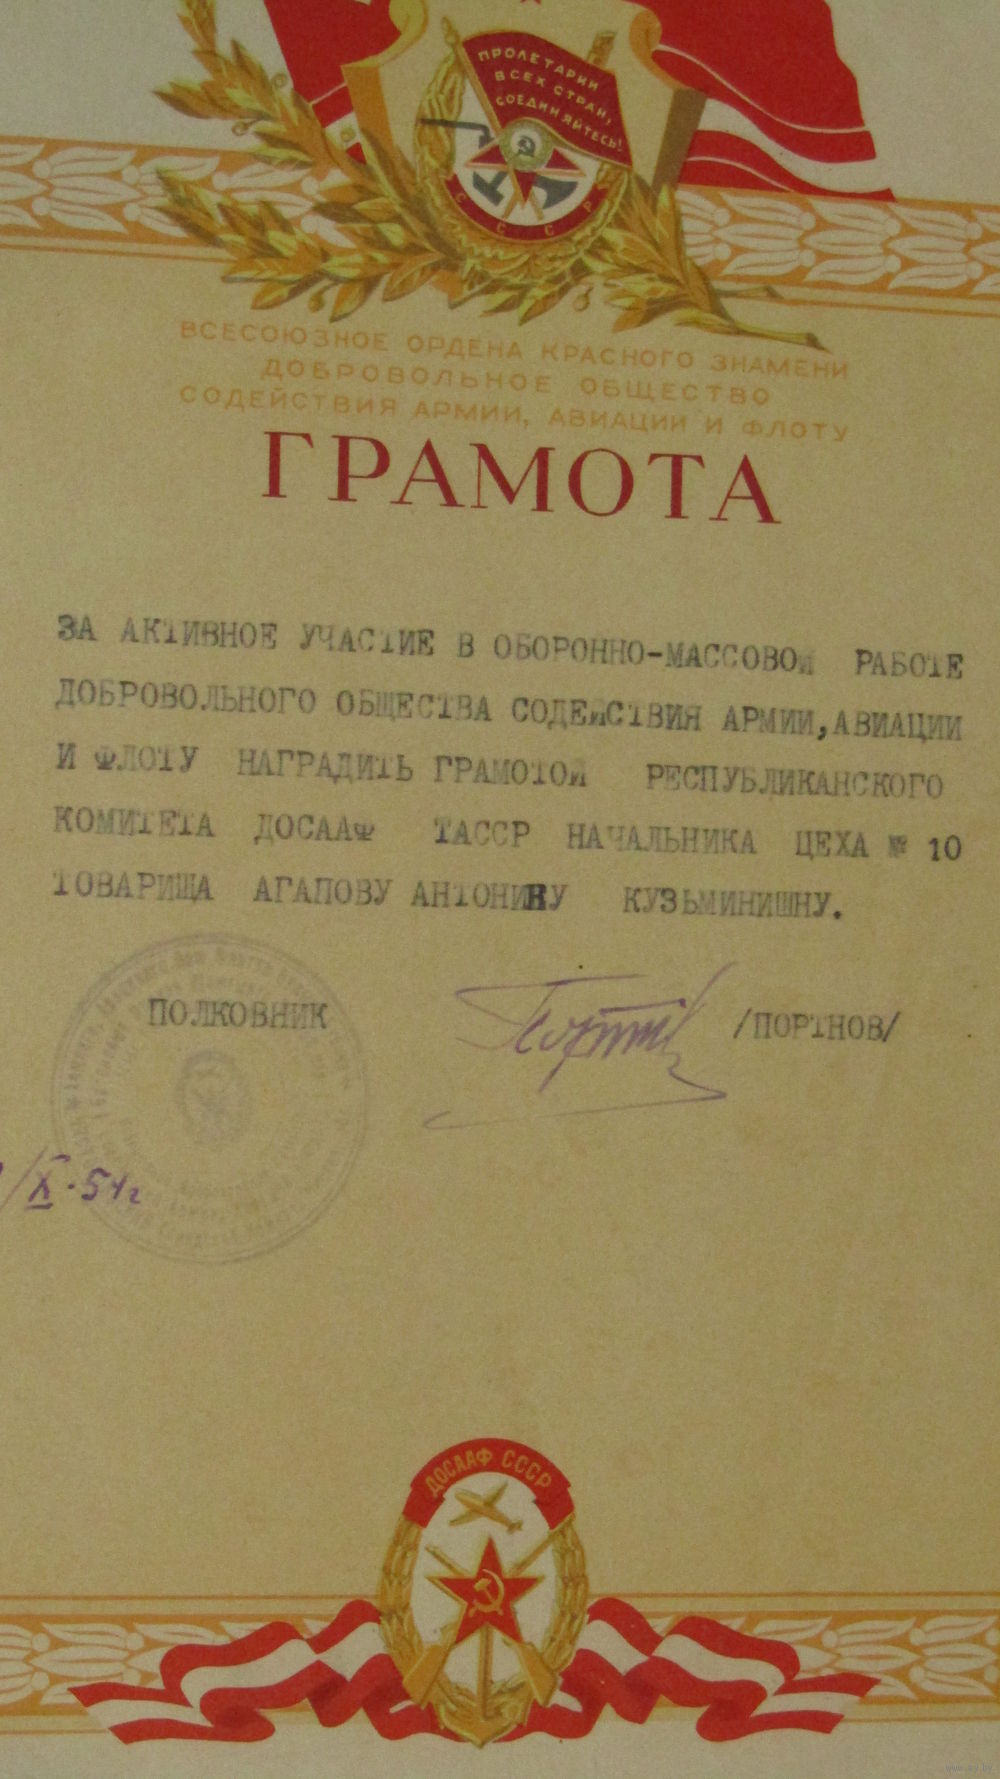 ПРОЛЕТАРИИ
ВСЕХ СТРАН,
СОЕДИНЯЙТЕСЬ!
СССР
ВСЕСОЮЗНОЕ ОРДЕНА КРАСНОГО ЗНАМЕНИ
ДОБРОВОЛЬНОЕ ОБЩЕСТВО
СОДЕЙСТВИЯ АРМИИ, АВИАЦИИ И ФЛОТУ
ГРАМОТА
ЗА АКТИВНОЕ УЧАСТИЕ В ОБОРОННО-МАССОВОЙ РАБОТЕ
ДОБРОВОЛЬНОГО ОБЩЕСТВА СОДЕЙСТВИЯ АРМИИ, АВИАЦИИ
И ФЛОТУ НАГРАДИТЬ ГРАМОТОЙ РЕСПУБЛИКАНСКОГО
КОМИТЕТА ДОСААФ ТАССР НАЧАЛЬНИКА ЦЕХА № 10
ТОВАРИЩА АГАПОВУ АНТОНИНУ КУЗЬМИНИШНУ.
ПОЛКОВНИК /ПОРТНОВ/
/X-54г
ДОСААФ СССР